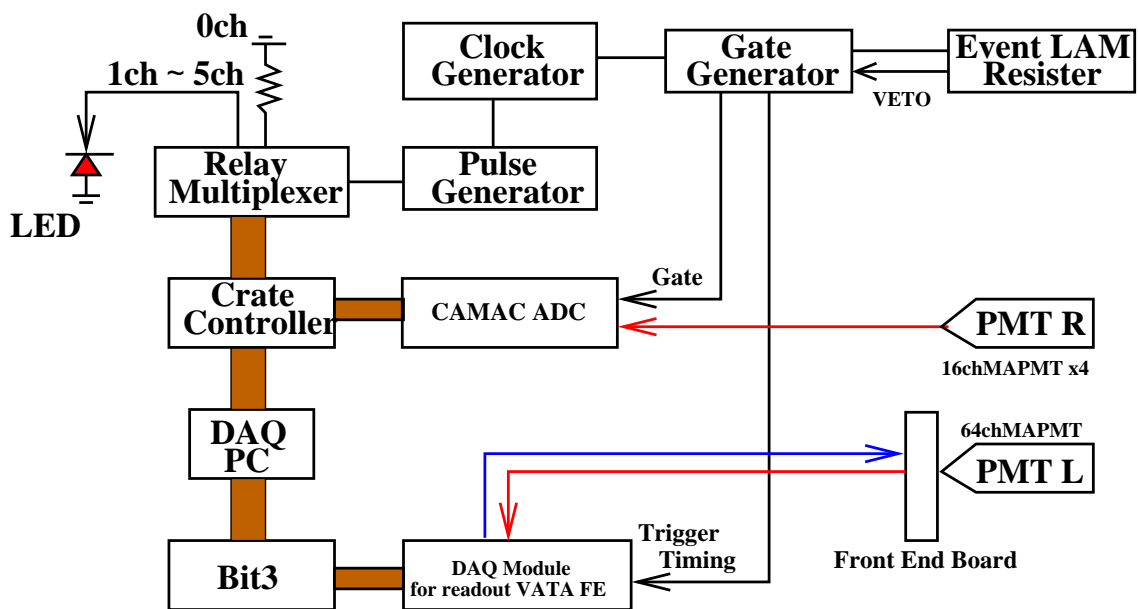 0ch
1ch ~ 5ch
LED
Relay
Multiplexer
Clock
Generator
Pulse
Generator
Gate
Generator
VETO
Event LAM
Resister
Crate
Controller
CAMAC ADC
Gate
PMT R
16chMAPMT x4
DAQ
PC
64chMAPMT
PMT L
Front End Board
Bit3
DAQ Module
for readout VATA FE
Trigger
Timing